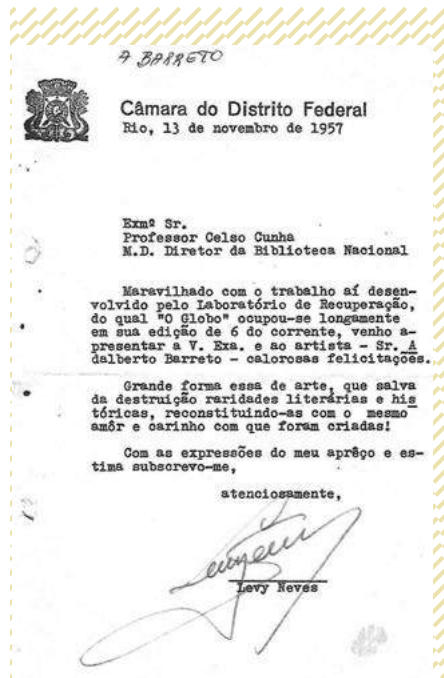 A BARRETO
Câmara do Distrito Federal
Rio, 13 de novembro de 1957
Exmº Sr.
Professor Celso Cunha
M.D. Diretor da Biblioteca Nacional
Maravilhado com o trabalho aí desen-
volvido pelo Laboratório de Recuperação,
do qual "O Globo" ocupou-se longamente
em sua edição de 6 do corrente, venho a-
presentar a V. Exa. e ao artista - Sr. A
dalberto Barreto - calorosas felicitações.
Grande forma essa de arte, que salva
da destruição raridades literárias e his
tóricas, reconstituindo-as com o mesmo
amôr e carinho com que foram criadas!
Com as expressões do meu aprêço e es-
tima subscrevo-me,
atenciosamente,
Levy Neves